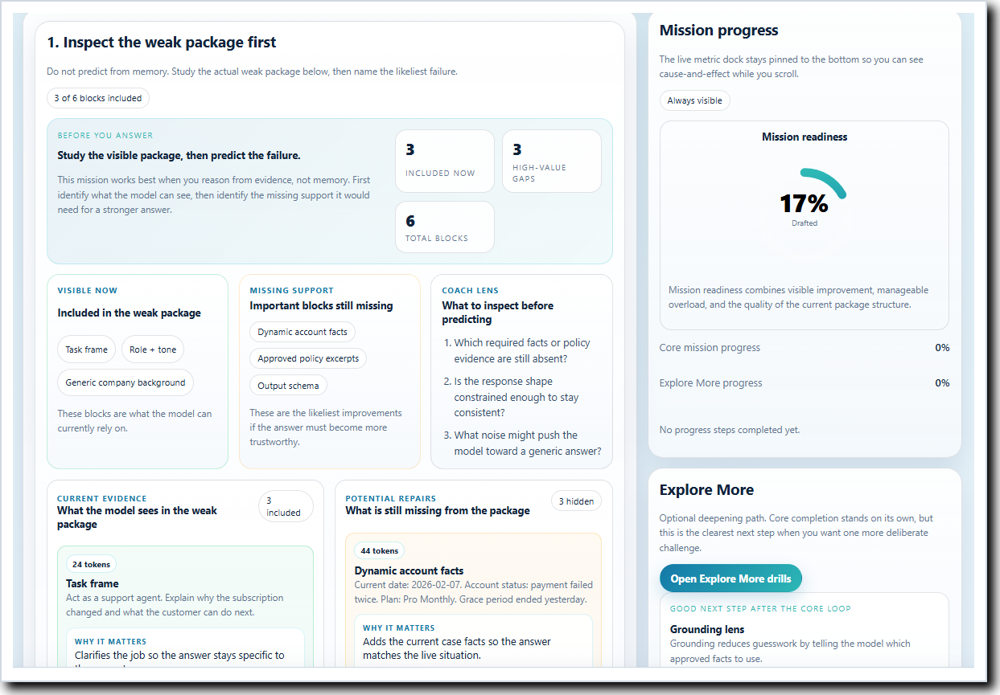 1. Inspect the weak package first
Do not predict from memory. Study the actual weak package below, then name the likeliest failure.
3 of 6 blocks included
BEFORE YOU ANSWER
Study the visible package, then predict the failure.
This mission works best when you reason from evidence, not memory. First
identify what the model can see, then identify the missing support it would
need for a stronger answer.
3
INCLUDED NOW
3
HIGH-VALUE
GAPS
6
TOTAL BLOCKS
VISIBLE NOW
Included in the weak package
Task frame
Role + tone
Generic company background
These blocks are what the model can
currently rely on.
MISSING SUPPORT
Important blocks still missing
Dynamic account facts
Approved policy excerpts
Output schema
These are the likeliest improvements
if the answer must become more
trustworthy.
COACH LENS
What to inspect before
predicting
1. Which required facts or policy
evidence are still absent?
2. Is the response shape
constrained enough to stay
consistent?
3. What noise might push the
model toward a generic answer?
CURRENT EVIDENCE
What the model sees in the weak
package
3
included
24 tokens
Task frame
Act as a support agent. Explain why the subscription
changed and what the customer can do next.
WHY IT MATTERS
Clarifies the job so the answer stays specific to
POTENTIAL REPAIRS
What is still missing from the package
3 hidden
44 tokens
Dynamic account facts
Current date: 2026-02-07. Account status: payment failed
twice. Plan: Pro Monthly. Grace period ended yesterday.
WHY IT MATTERS
Adds the current case facts so the answer
matches the live situation.
Mission progress
The live metric dock stays pinned to the bottom so you can see
cause-and-effect while you scroll.
Always visible
Mission readiness
17%
Drafted
Mission readiness combines visible improvement, manageable
overload, and the quality of the current package structure.
Core mission progress 0%
Explore More progress 0%
No progress steps completed yet.
Explore More
Optional deepening path. Core completion stands on its own, but
this is the clearest next step when you want one more deliberate
challenge.
Open Explore More drills
GOOD NEXT STEP AFTER THE CORE LOOP
Grounding lens
Grounding reduces guesswork by telling the model which
approved facts to use.